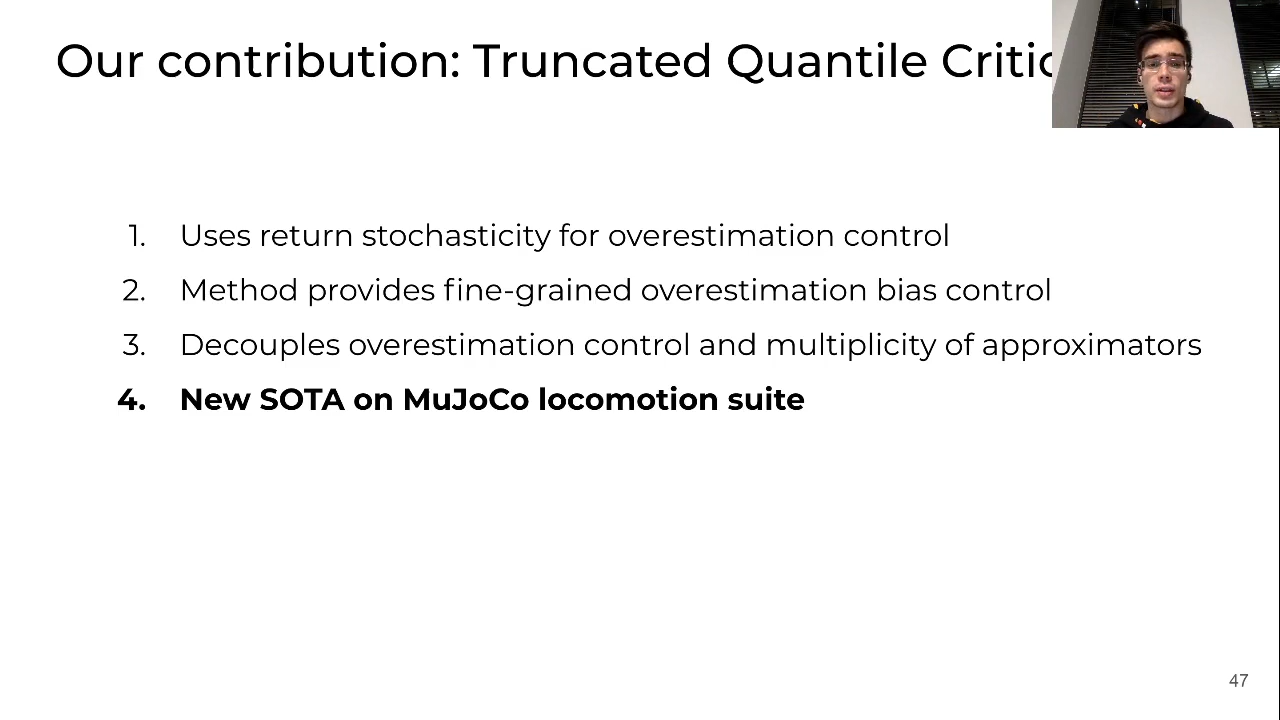 Our contribution: Truncated Quantile Critic
1. Uses return stochasticity for overestimation control
2. Method provides fine-grained overestimation bias control
3. Decouples overestimation control and multiplicity of approximators
4. New SOTA on MuJoCo locomotion suite
47